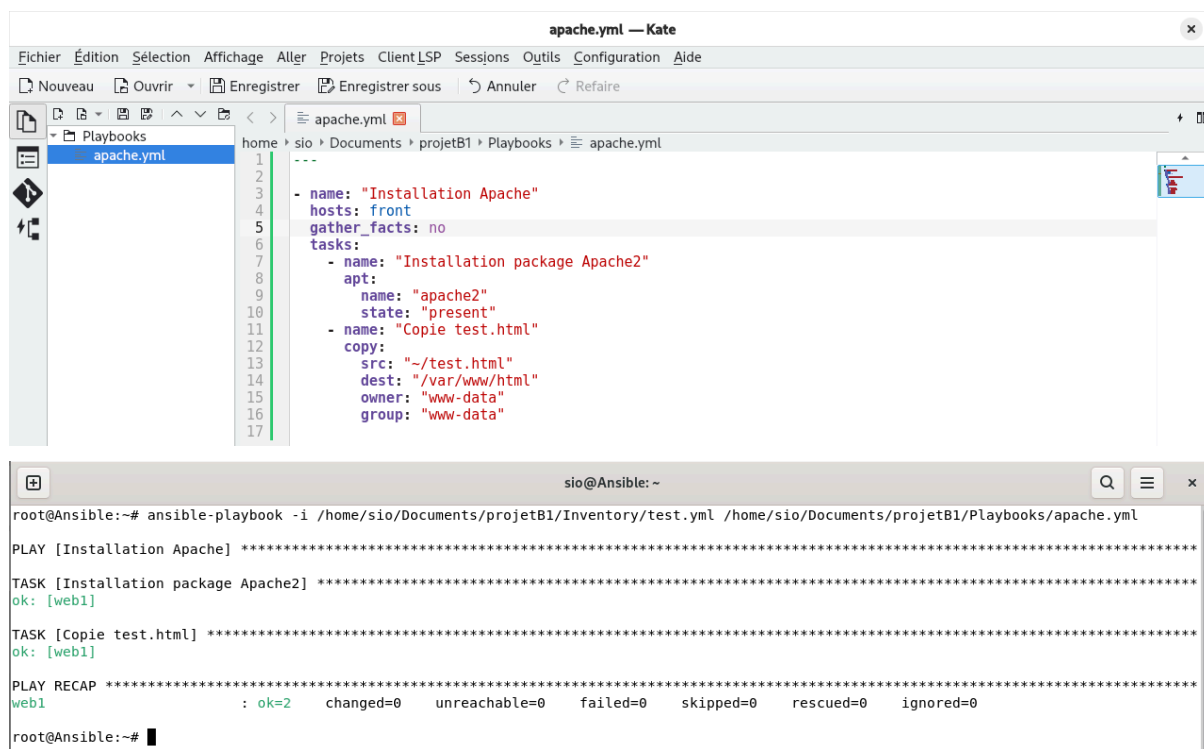 apache.yml — Kate
Fichier Édition Sélection Affichage Aller Projets Client LSP Sessions Outils Configuration Aide
Nouveau Ouvrir Enregistrer Enregistrer sous Annuler Refaire
apache.yml
Playbooks
apache.yml
home sio Documents projetB1 Playbooks apache.yml
1 ---
2
3 - name: "Installation Apache"
4   hosts: front
5   gather_facts: no
6   tasks:
7     - name: "Installation package Apache2"
8       apt:
9         name: "apache2"
10         state: "present"
11     - name: "Copie test.html"
12       copy:
13         src: "~/test.html"
14         dest: "/var/www/html"
15         owner: "www-data"
16         group: "www-data"
17
sio@Ansible: ~
root@Ansible:~# ansible-playbook -i /home/sio/Documents/projetB1/Inventory/test.yml /home/sio/Documents/projetB1/Playbooks/apache.yml
PLAY [Installation Apache] *****************************************************************************************************************
TASK [Installation package Apache2] ********************************************************************************************************
ok: [web1]
TASK [Copie test.html] *********************************************************************************************************************
ok: [web1]
PLAY RECAP *********************************************************************************************************************************
web1                       : ok=2    changed=0    unreachable=0    failed=0    skipped=0    rescued=0    ignored=0
root@Ansible:~#